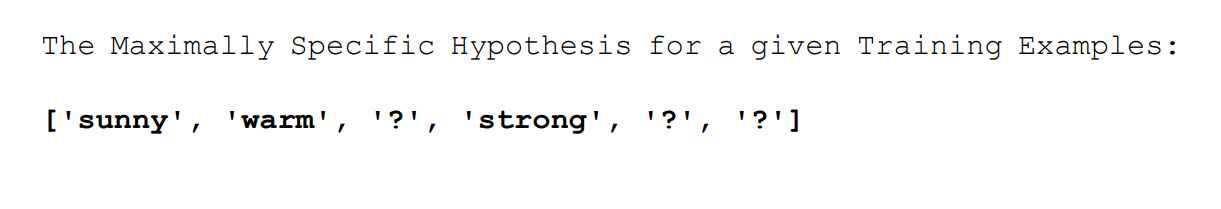 The Maximally Specific Hypothesis for a given Training Examples:
['sunny', 'warm', '?', 'strong', '?', '?']